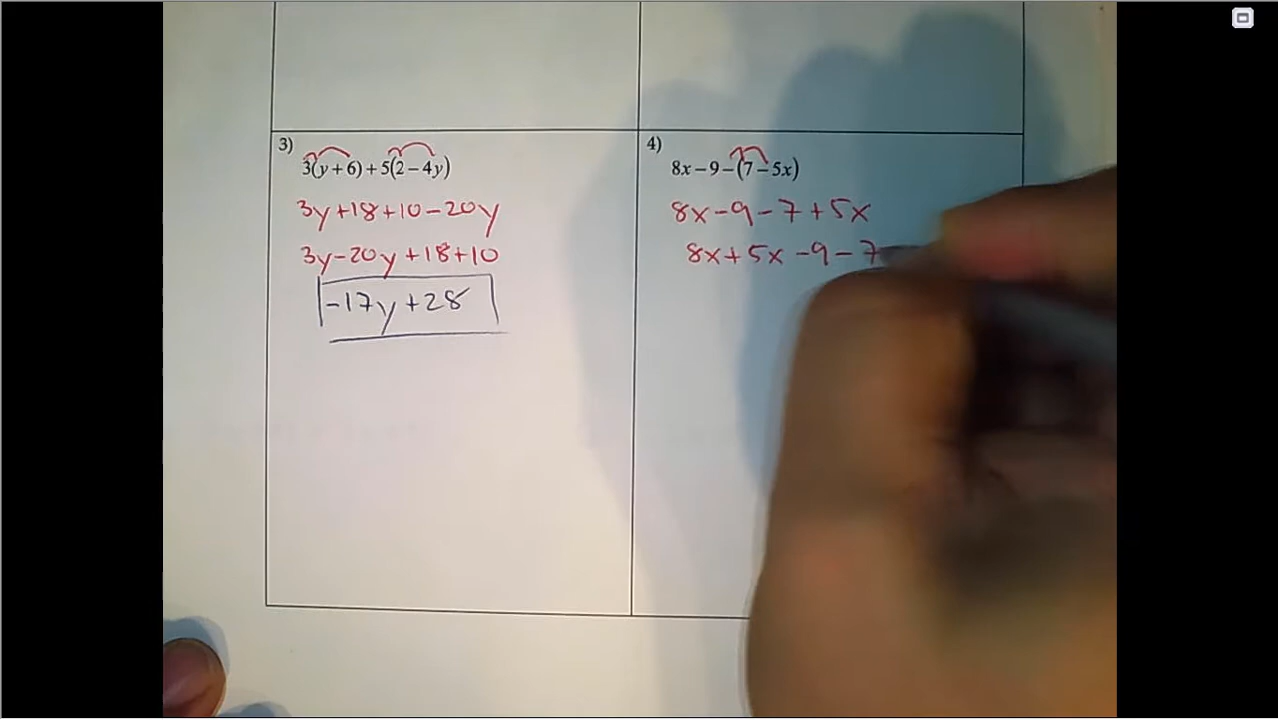 3)
3(y+6)+5(2−4y)
3y+18+10−20y
3y−20y+18+10
−17y+28
4)
8x−9−(7−5x)
8x−9−7+5x
8x+5x−9−7